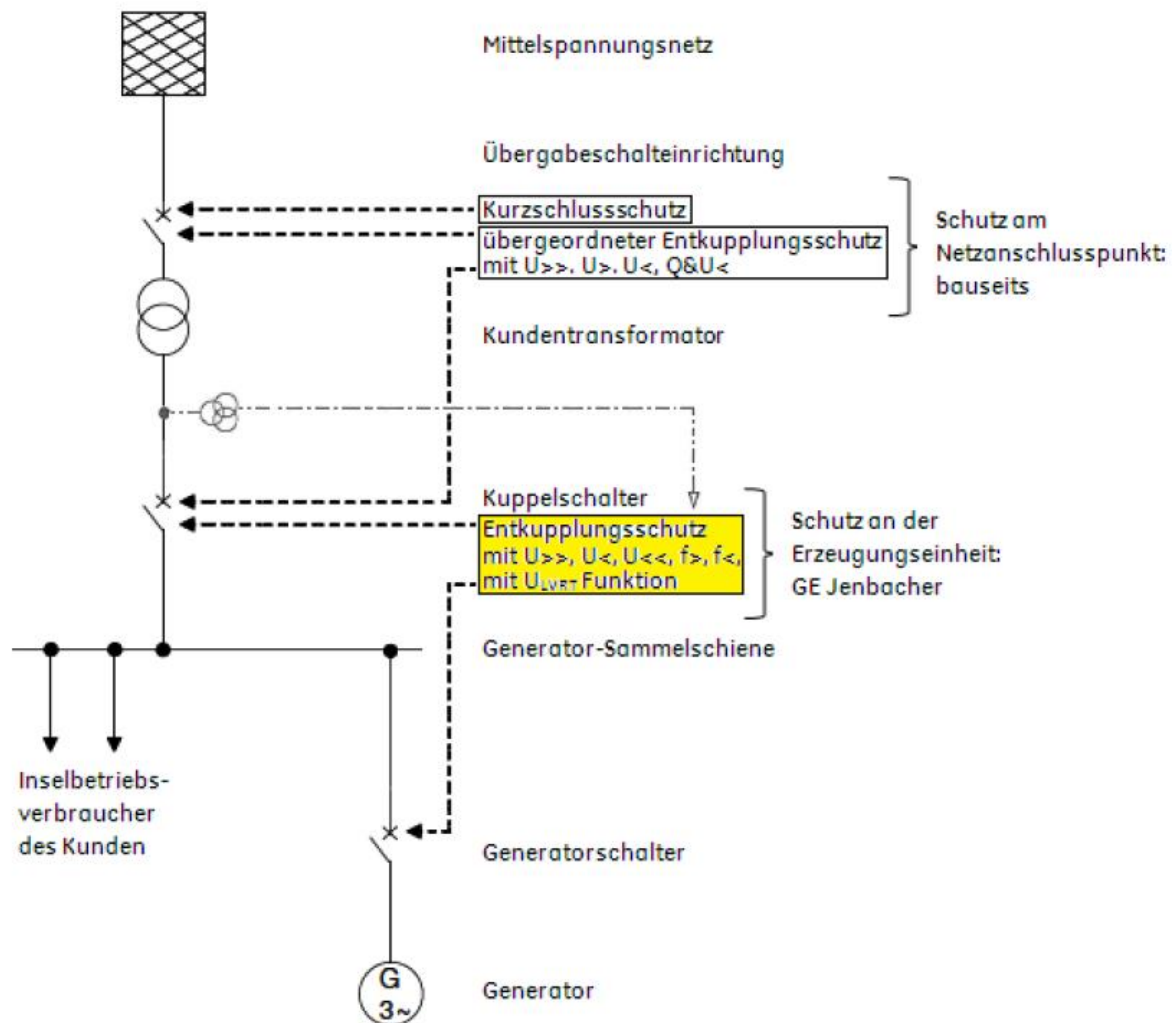 Mittelspannungsnetz
Übergabeschalteinrichtung
Kurzschlussschutz
übergeordneter Entkupplungsschutz
mit U>>. U>. U<, Q&U<
Schutz am
Netzanschlusspunkt:
bauseits
Kundentransformator
Kuppelschalter
Entkupplungsschutz
mit U>>, U<, U<<, f>, f<,
mit ULVRT Funktion
Schutz an der
Erzeugungseinheit:
GE Jenbacher
Generator-Sammelschiene
Inselbetriebs-
verbraucher
des Kunden
Generatorschalter
G
3~
Generator